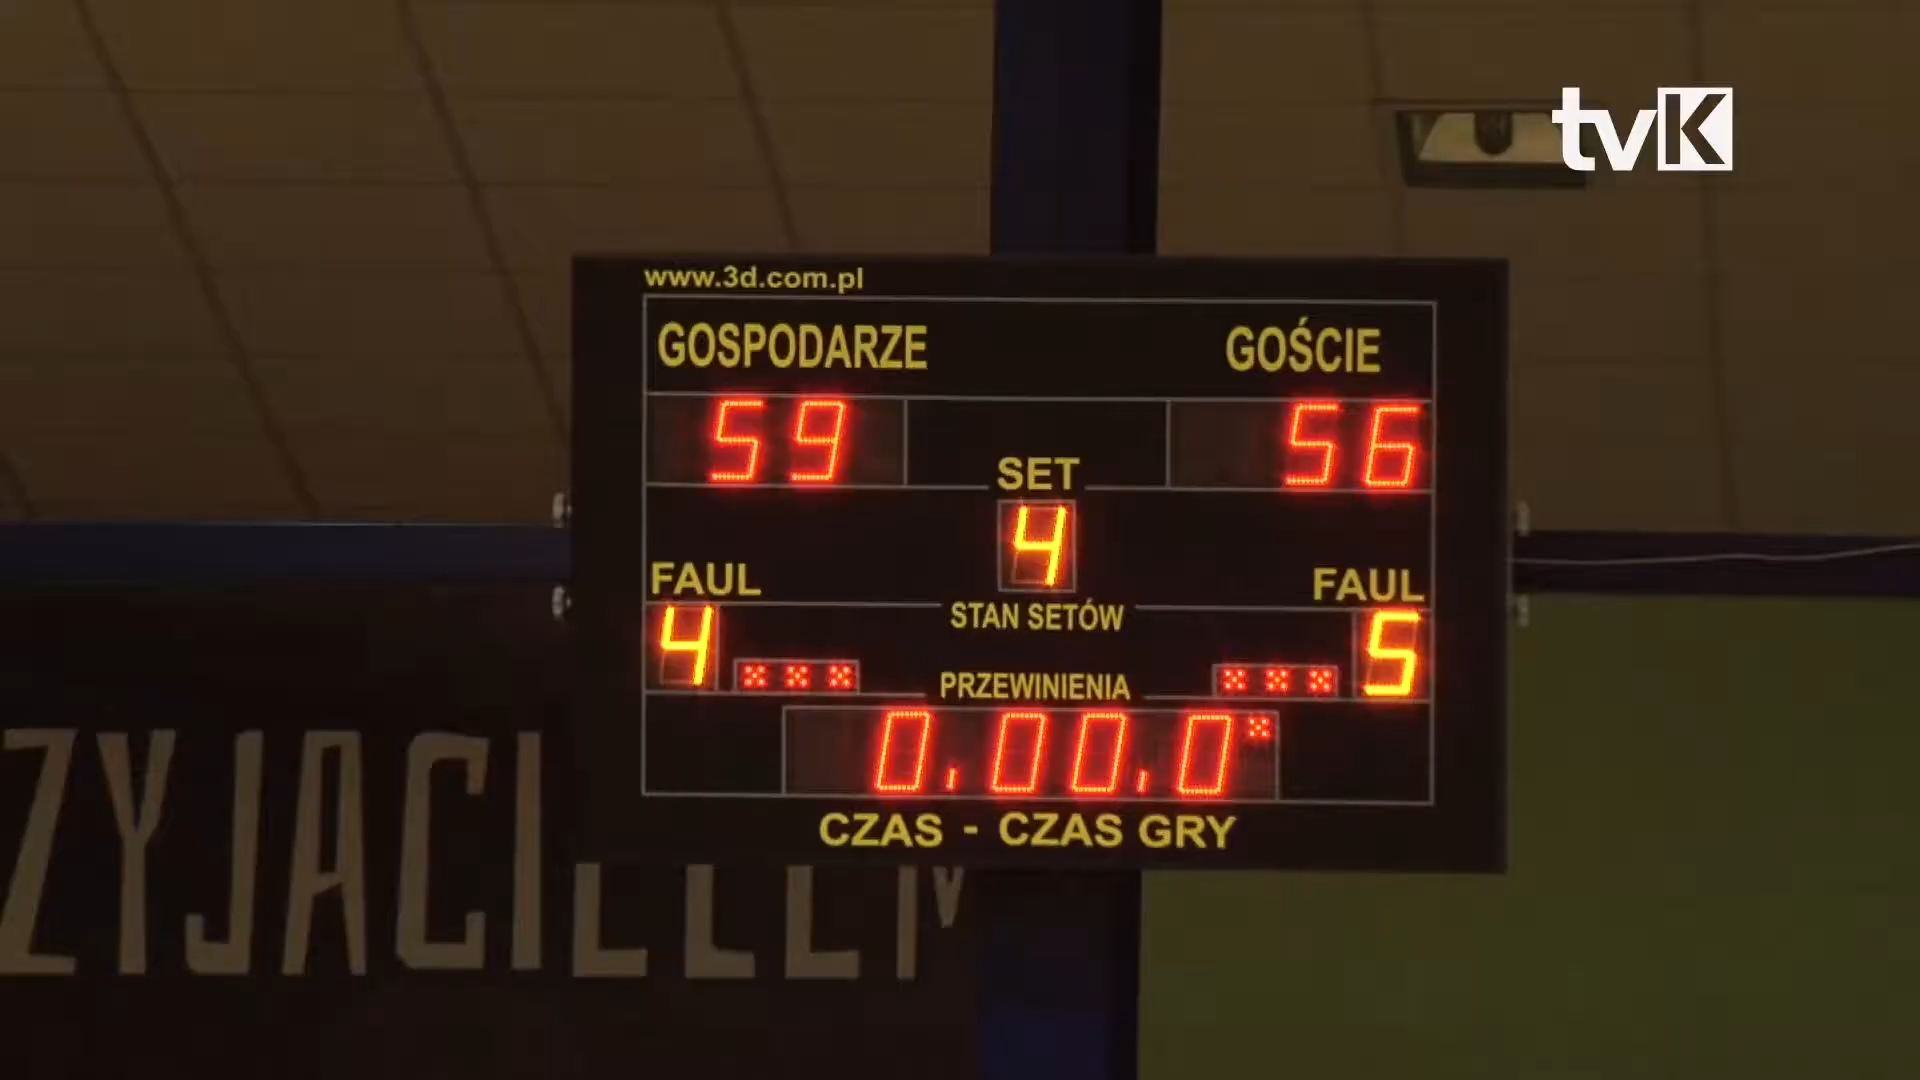 tvK
www.3d.com.pl
GOSPODARZE GOŚCIE
59 56
SET
4
FAUL FAUL
STAN SETÓW
4 5
PRZEWINIENIA
0.00.0
CZAS - CZAS GRY
ZYJACIELEM